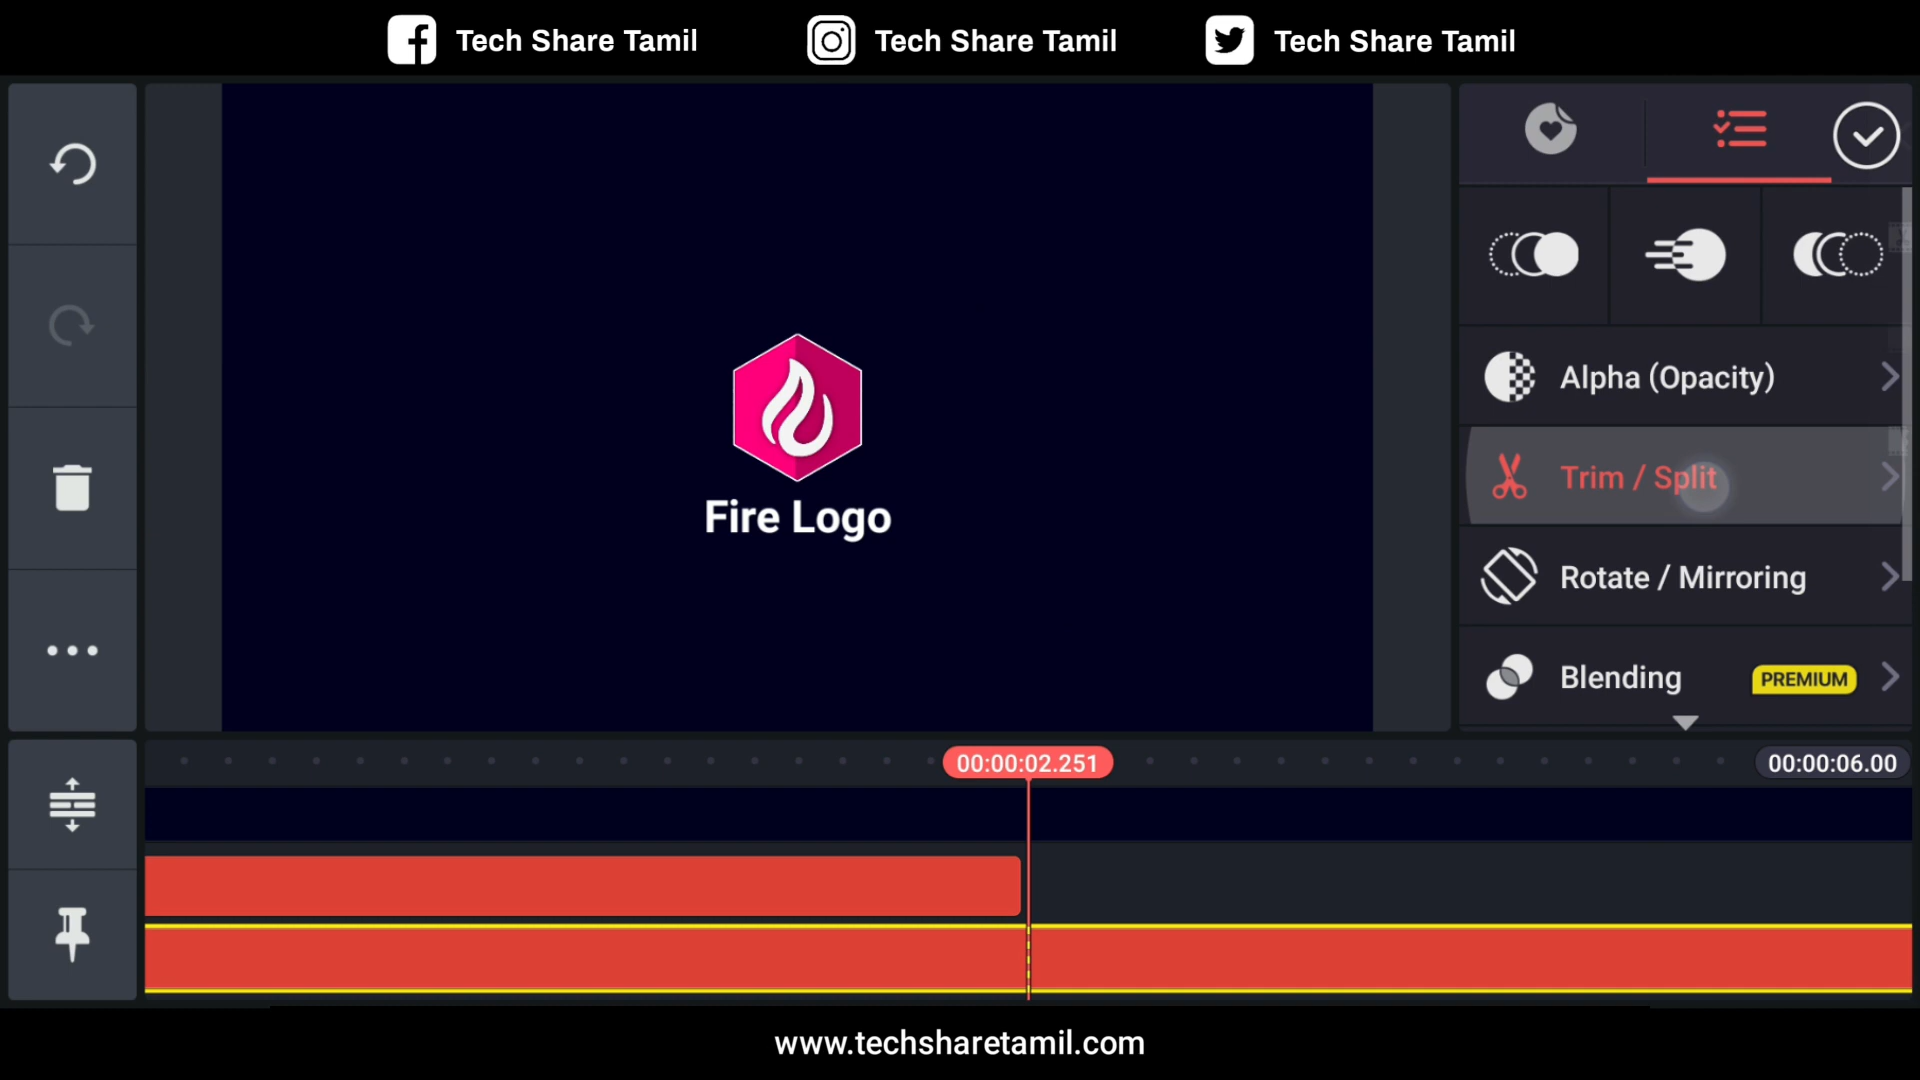 Tech Share Tamil
Tech Share Tamil
Tech Share Tamil
Fire Logo
Alpha (Opacity)
Trim / Split
Rotate / Mirroring
Blending
PREMIUM
00:00:02.251
00:00:06.00
www.techsharetamil.com